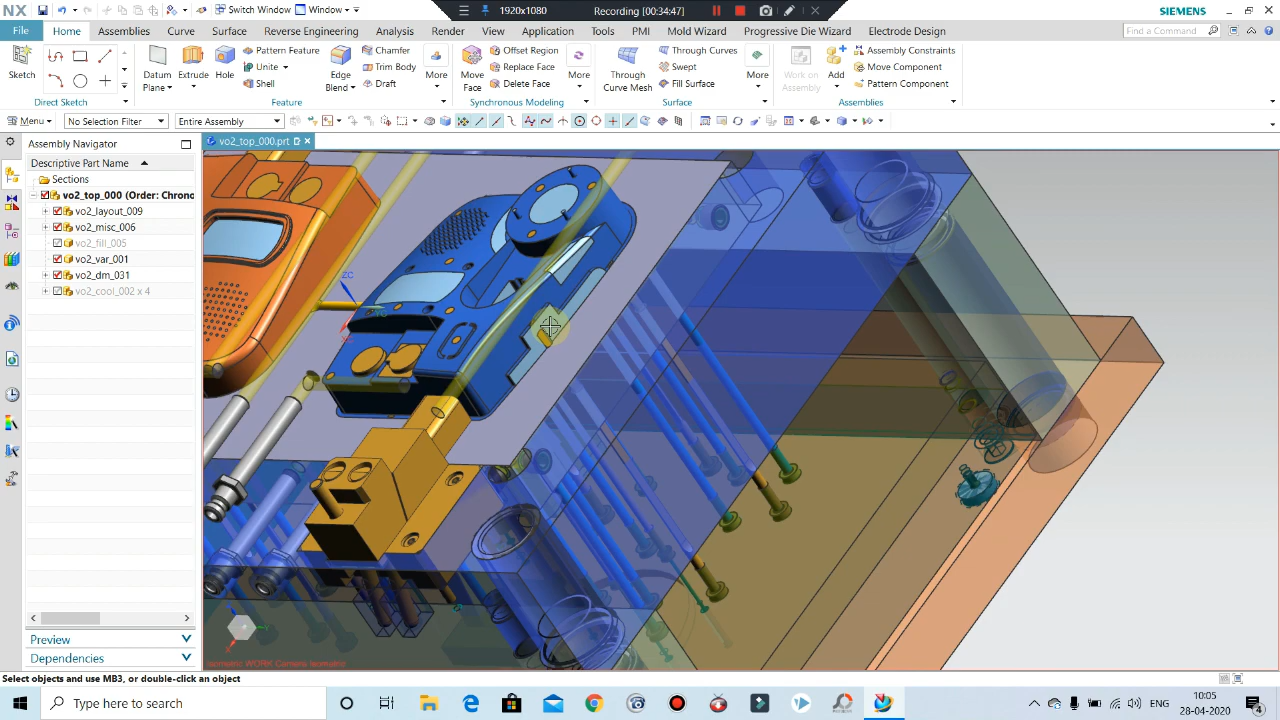 NX
Switch Window
Window
1920x1080
Recording [00:34:47]
SIEMENS
File
Home
Assemblies
Curve
Surface
Reverse Engineering
Analysis
Render
View
Application
Tools
PMI
Mold Wizard
Progressive Die Wizard
Electrode Design
Find a Command
Sketch
Direct Sketch
Datum Plane
Extrude
Hole
Pattern Feature
Unite
Shell
Edge Blend
Chamfer
Trim Body
Draft
More
Feature
Move Face
Offset Region
Replace Face
Delete Face
More
Synchronous Modeling
Through Curve Mesh
Through Curves
Swept
Fill Surface
More
Surface
Work on Assembly
Add
Assembly Constraints
Move Component
Pattern Component
Assemblies
Menu
No Selection Filter
Entire Assembly
Assembly Navigator
vo2_top_000.prt
Descriptive Part Name
Sections
vo2_top_000 (Order: Chrono
vo2_layout_009
vo2_misc_006
vo2_fill_005
vo2_var_001
vo2_dm_031
vo2_cool_002 x 4
ZC
X
Isometric WORK Camera Isometric
Preview
Dependencies
Select objects and use MB3, or double-click an object
Type here to search
ENG
10:05
28-04-2020